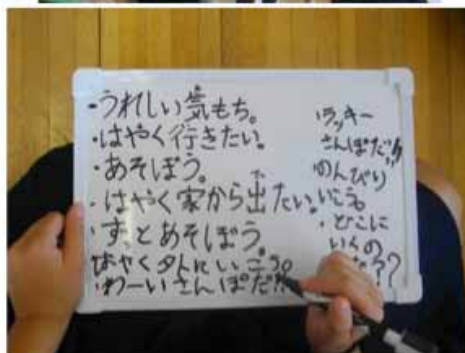 ・うれしい気もち。
・はやく行きたい。
・あそぼう。
・はやく家から出たい。
・ずっとあそぼう。
はやく外にいこう。
・わーいさんぽだ!!
・ラッキー
さんぽだ!!
のんびり
いこう。
・どこに
いくの
かな??